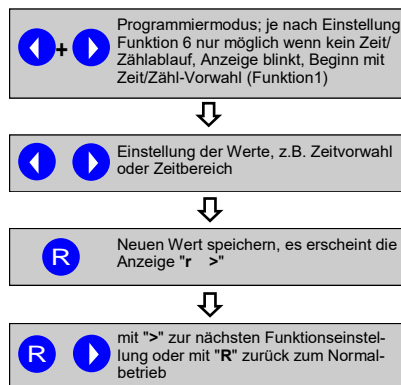 +
Programmiermodus; je nach Einstellung
Funktion 6 nur möglich wenn kein Zeit/
Zählablauf, Anzeige blinkt, Beginn mit
Zeit/Zähl-Vorwahl (Funktion1)
Einstellung der Werte, z.B. Zeitvorwahl
oder Zeitbereich
R
Neuen Wert speichern, es erscheint die
Anzeige "r >"
R
mit ">" zur nächsten Funktionseinstel-
lung oder mit "R" zurück zum Normal-
betrieb